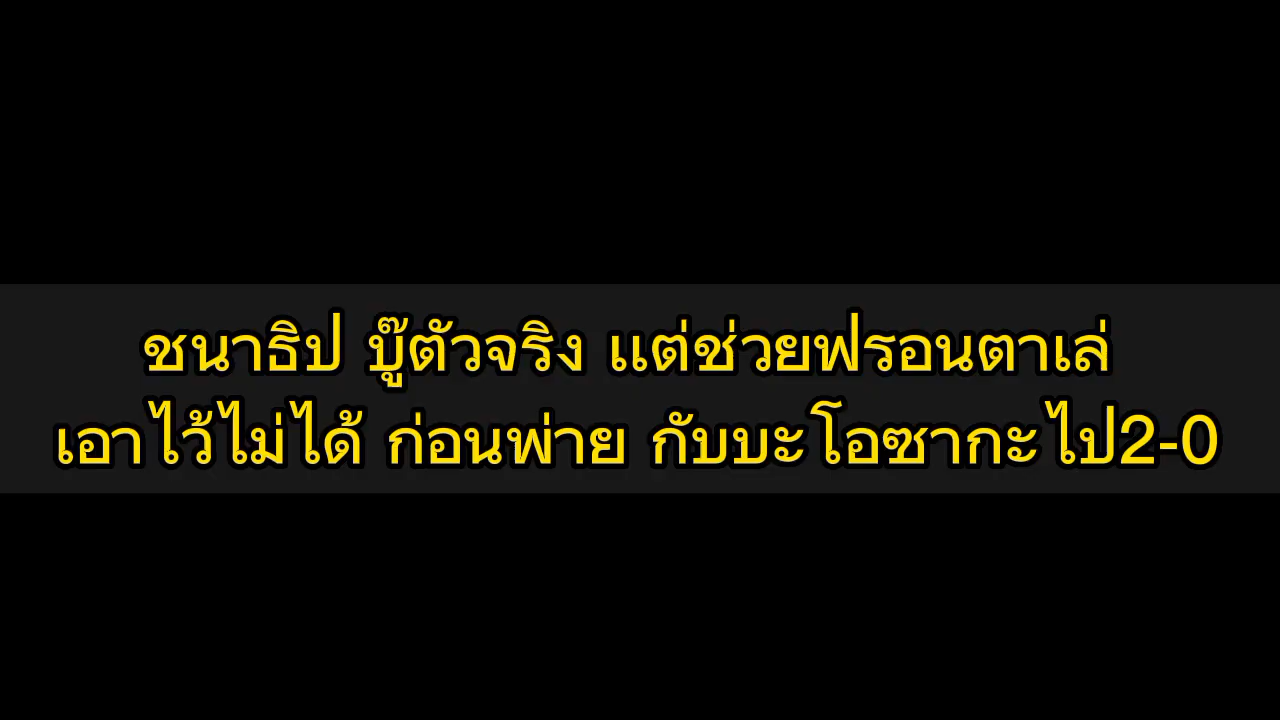 ชนาธิป บู๊ตัวจริง แต่ช่วยฟรอนตาเล่
เอาไว้ไม่ได้ ก่อนพ่าย กับบะโอซากะไป2-0